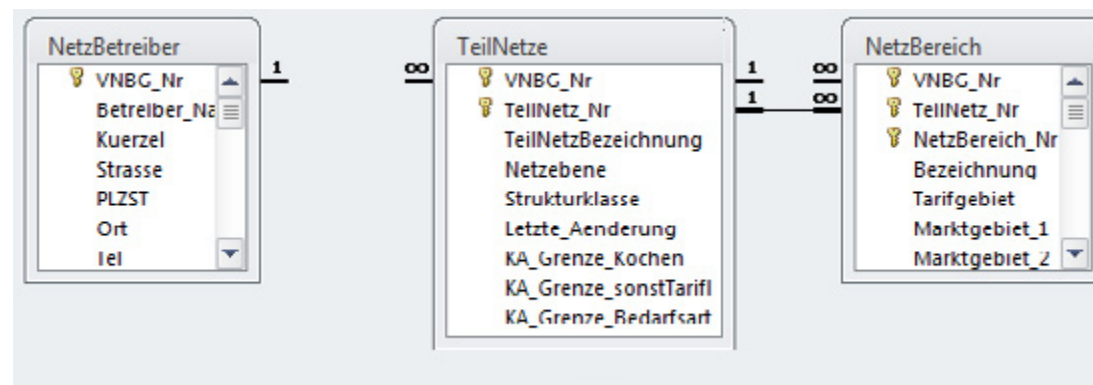 NetzBetreiber
VNBG_Nr
Betreiber_Na
Kuerzel
Strasse
PLZST
Ort
Tel
1
∞
TeilNetze
VNBG_Nr
TeilNetz_Nr
TeilNetzBezeichnung
Netzebene
Strukturklasse
Letzte_Aenderung
KA_Grenze_Kochen
KA_Grenze_sonstTarifl
KA_Grenze_Bedarfsart
1 ∞
1 ∞
NetzBereich
VNBG_Nr
TeilNetz_Nr
NetzBereich_Nr
Bezeichnung
Tarifgebiet
Marktgebiet_1
Marktgebiet_2